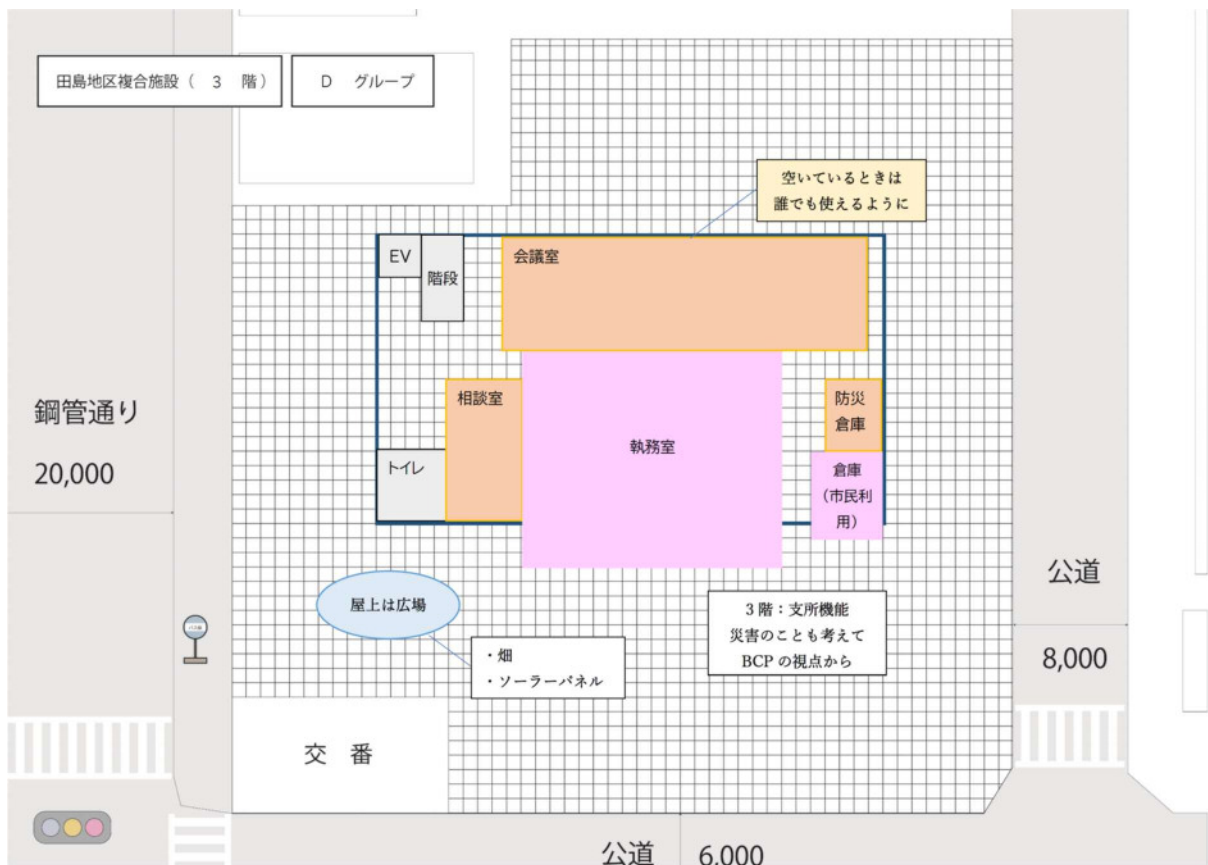 田島地区複合施設（ 3 階）
D グループ
空いているときは
誰でも使えるように
EV
階段
会議室
相談室
防災
倉庫
執務室
トイレ
倉庫
（市民利
用）
鋼管通り
20,000
屋上は広場
・畑
・ソーラーパネル
3階：支所機能
災害のことも考えて
BCPの視点から
公道
8,000
交 番
公道
6,000